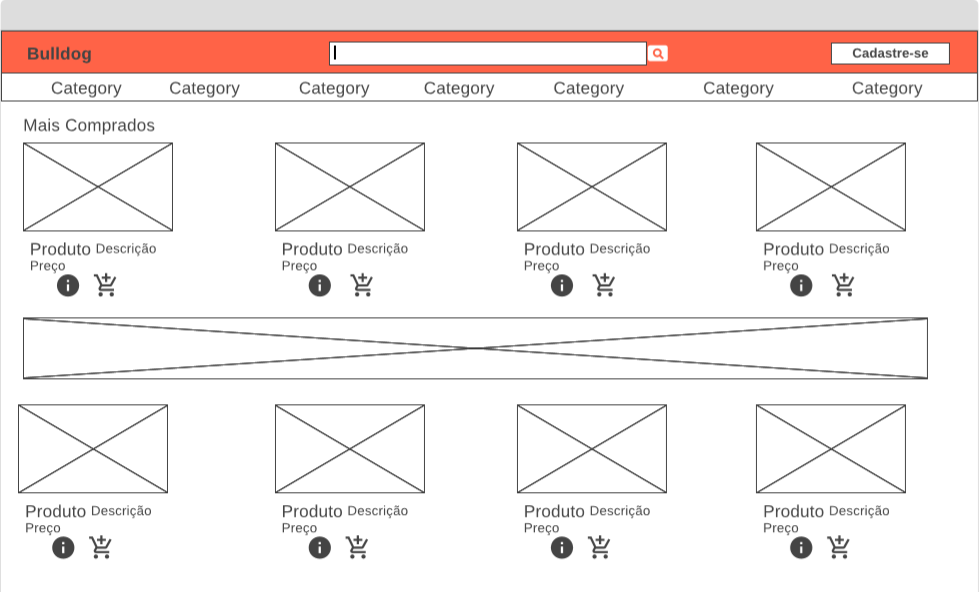 Bulldog Cadastre-se
Category Category Category Category Category Category Category
Mais Comprados
Produto Descrição Produto Descrição Produto Descrição Produto Descrição
Preço Preço Preço Preço
Produto Descrição Produto Descrição Produto Descrição Produto Descrição
Preço Preço Preço Preço